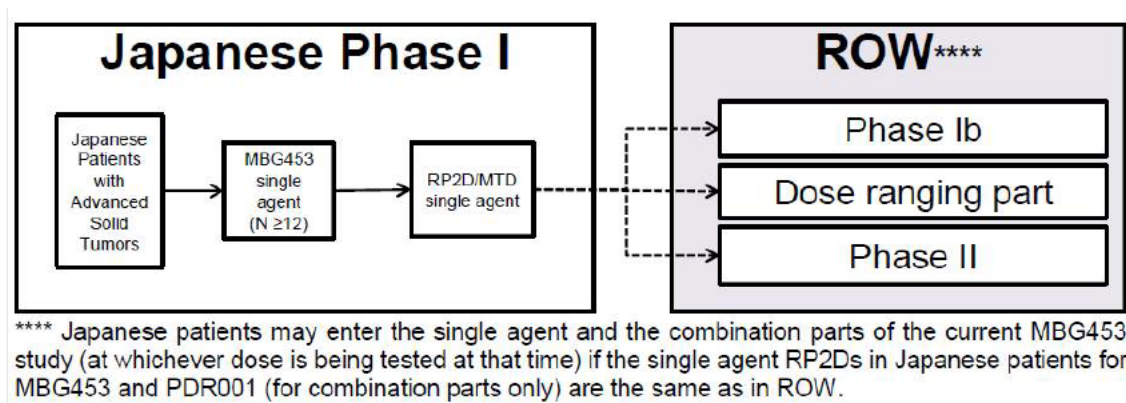 Japanese Phase I
Japanese
Patients
with
Advanced
Solid
Tumors
MBG453
single
agent
(N ≥12)
RP2D/MTD
single agent
ROW****
Phase Ib
Dose ranging part
Phase II
**** Japanese patients may enter the single agent and the combination parts of the current MBG453
study (at whichever dose is being tested at that time) if the single agent RP2Ds in Japanese patients for
MBG453 and PDR001 (for combination parts only) are the same as in ROW.